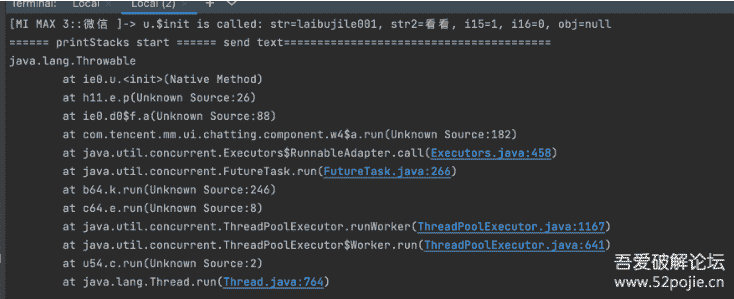 Terminal: Local × Local (2) × + ∨
[MI MAX 3::微信 ]-> u.$init is called: str=laibujile001, str2=看看, i15=1, i16=0, obj=null
====== printStacks start ====== send text=====================================
java.lang.Throwable
at ie0.u.<init>(Native Method)
at h11.e.p(Unknown Source:26)
at ie0.d0$f.a(Unknown Source:88)
at com.tencent.mm.ui.chatting.component.w4$a.run(Unknown Source:182)
at java.util.concurrent.Executors$RunnableAdapter.call(Executors.java:458)
at java.util.concurrent.FutureTask.run(FutureTask.java:266)
at b64.k.run(Unknown Source:246)
at c64.e.run(Unknown Source:8)
at java.util.concurrent.ThreadPoolExecutor.runWorker(ThreadPoolExecutor.java:1167)
at java.util.concurrent.ThreadPoolExecutor$Worker.run(ThreadPoolExecutor.java:641)
at u54.c.run(Unknown Source:2)
at java.lang.Thread.run(Thread.java:764)
吾爱破解论坛
www.52pojie.cn